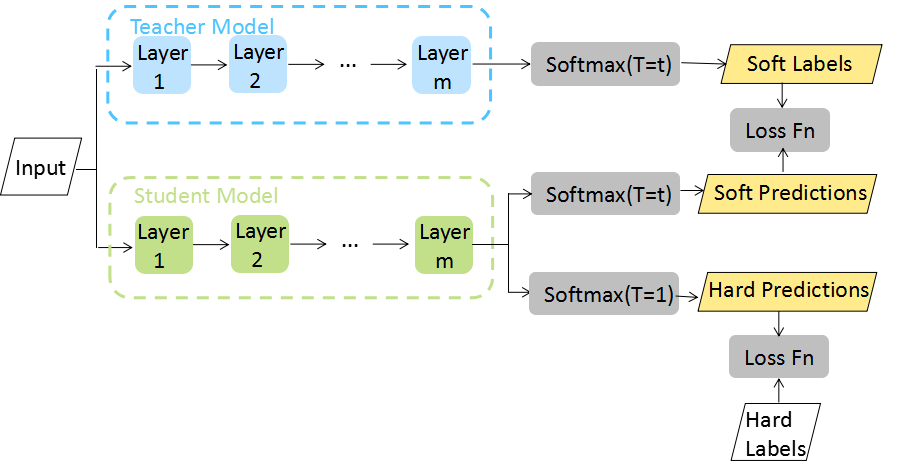 Teacher Model
Layer
1
Layer
2
...
Layer
m
Softmax(T=t)
Soft Labels
Loss Fn
Input
Student Model
Layer
1
Layer
2
...
Layer
m
Softmax(T=t)
Soft Predictions
Softmax(T=1)
Hard Predictions
Loss Fn
Hard
Labels